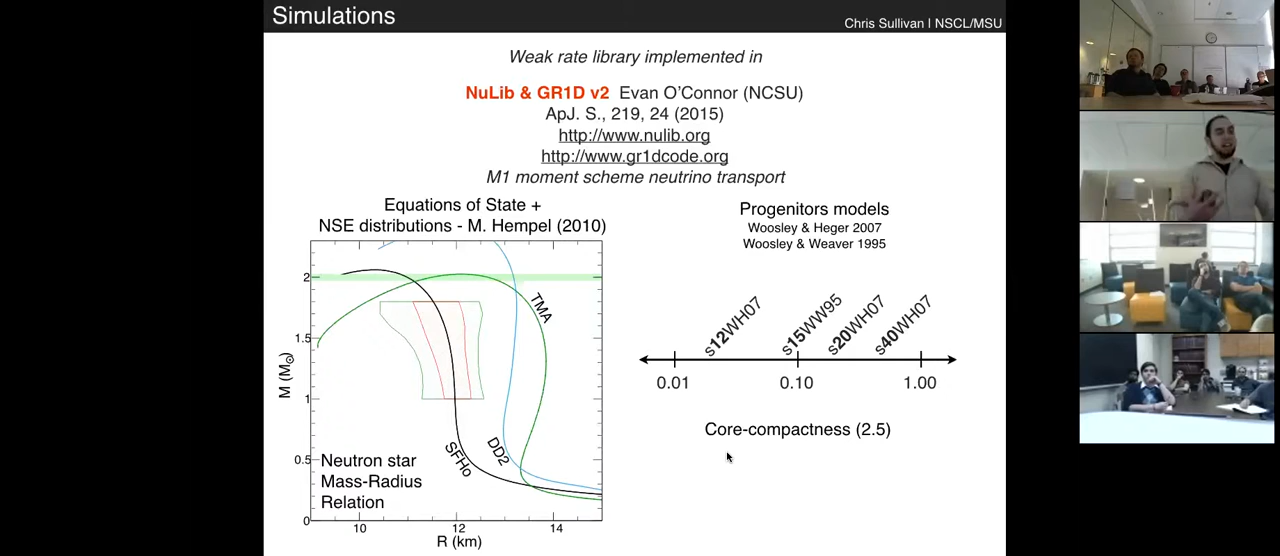 Simulations
Chris Sullivan | NSCL/MSU
Weak rate library implemented in
NuLib & GR1D v2 Evan O'Connor (NCSU)
ApJ. S., 219, 24 (2015)
http://www.nulib.org
http://www.gr1dcode.org
M1 moment scheme neutrino transport
Equations of State +
NSE distributions - M. Hempel (2010)
2
1.5
1
0.5
0
M (M⊙)
TMA
SFHo
DD2
Neutron star
Mass-Radius
Relation
10
12
14
R (km)
Progenitors models
Woosley & Heger 2007
Woosley & Weaver 1995
s12WH07
s15WW95
s20WH07
s40WH07
0.01
0.10
1.00
Core-compactness (2.5)